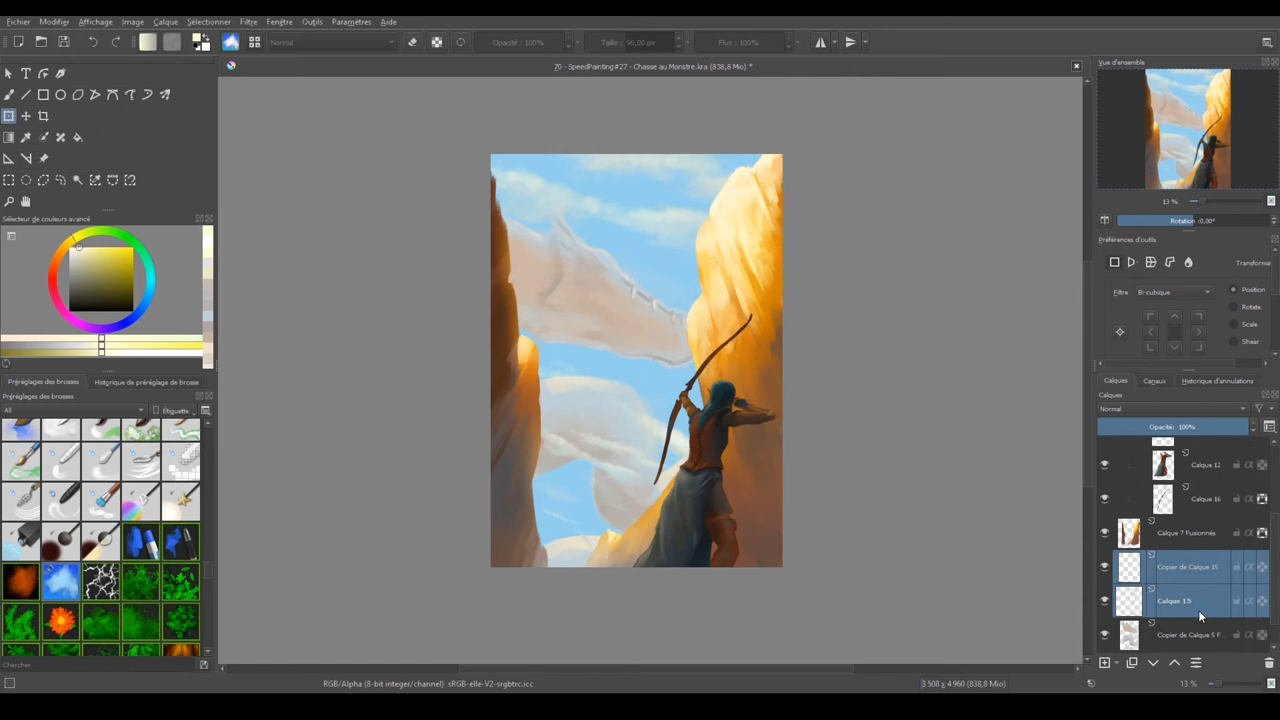 Fichier Modifier Affichage Image Calque Sélectionner Filtre Fenêtre Outils Paramètres Aide
Normal Opacité : 100% Taille : 96,00 px Flux : 100%
70 - SpeedPainting#27 - Chasse au Monstre.kra (838,8 Mio) *
Vue d'ensemble
13 %
Rotation :0,00°
Sélecteur de couleurs avancé
Préférences d'outils
Transforma
Filtre Bi-cubique Position
Rotate
Scale
Shear
Préréglages des brosses Historique de préréglage de brosse
Préréglages des brosses
All Étiquette
Calques Canaux Historique d'annulations
Calques
Normal
Opacité: 100%
Calque 12
Calque 16
Calque 7 Fusionnés
Copier de Calque 15
Calque 15
Copier de Calque 5 F...
Chercher
RGB/Alpha (8-bit integer/channel) sRGB-elle-V2-srgbtrc.icc
3 508 x 4 960 (838,8 Mio)
13 %